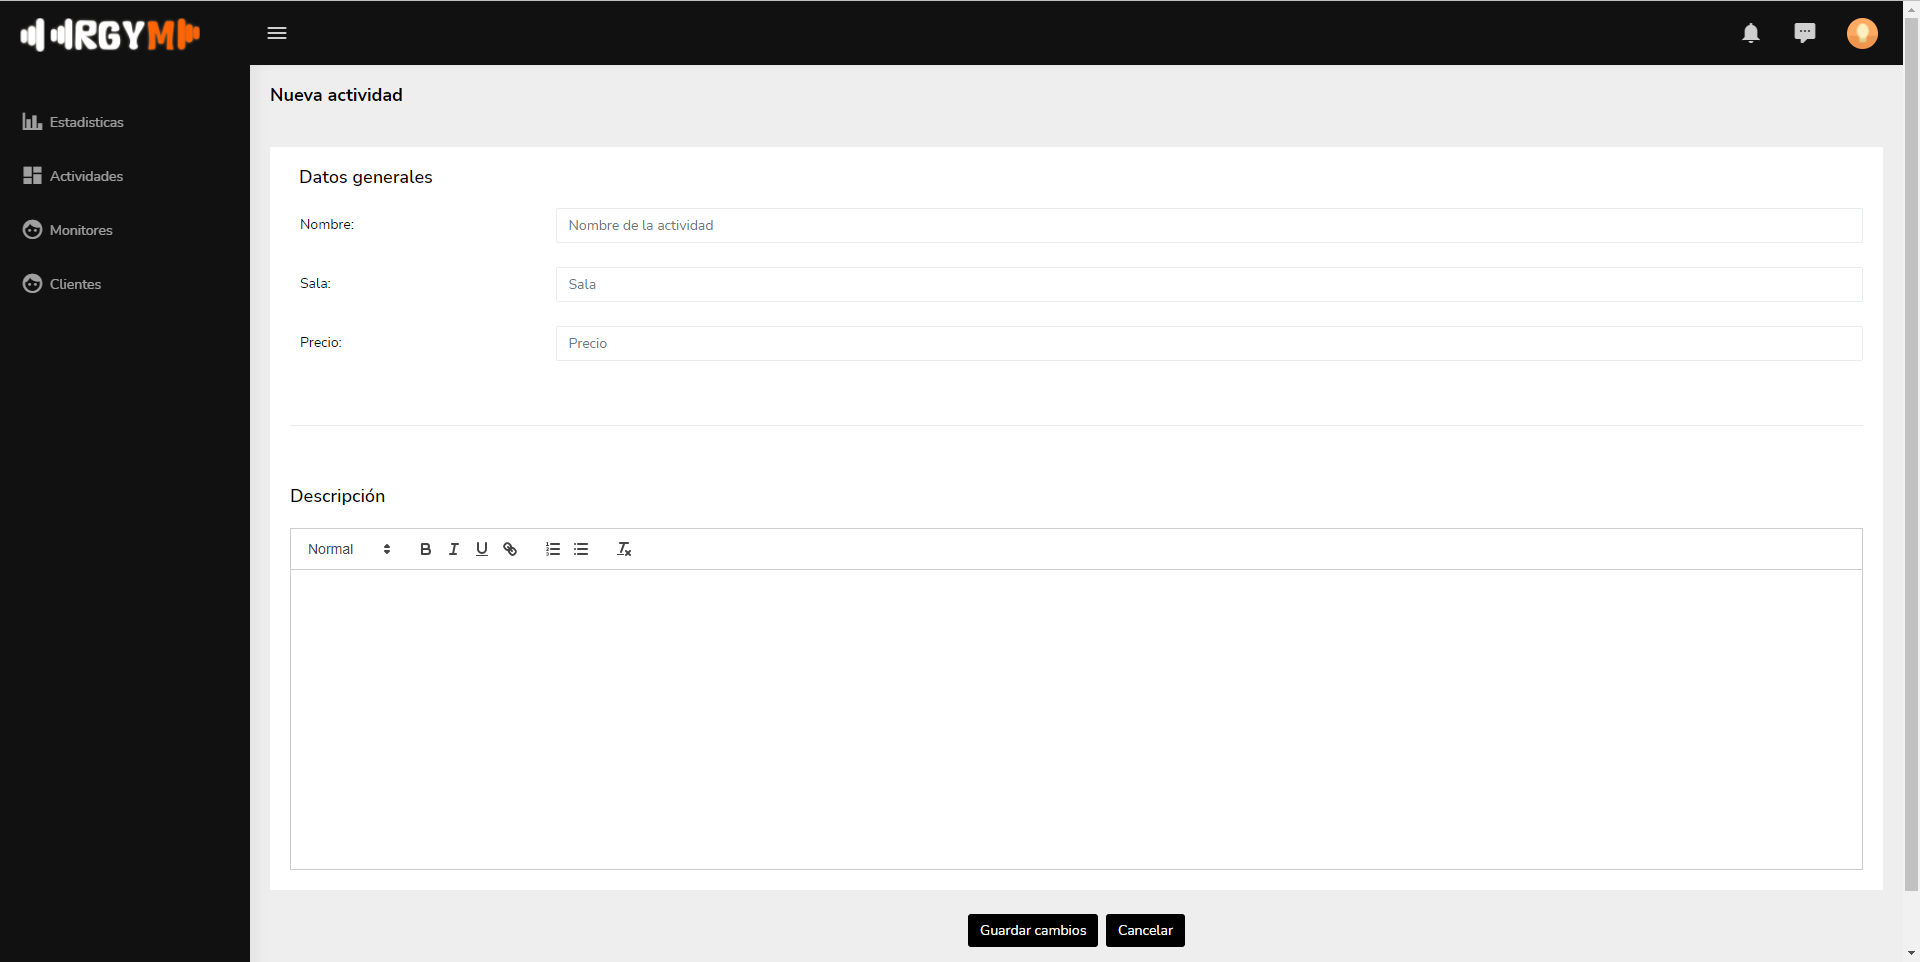 RGYM
Estadisticas
Actividades
Monitores
Clientes
Nueva actividad
Datos generales
Nombre:
Nombre de la actividad
Sala:
Sala
Precio:
Precio
Descripción
Normal
Guardar cambios
Cancelar